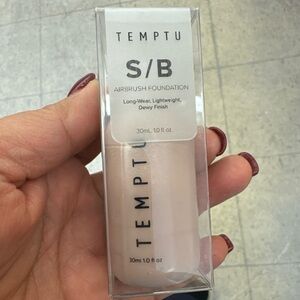 TEMPTU
S/B
AIRBRUSH FOUNDATION
Long-Wear, Lightweight,
Dewy Finish
30mL, 1.0 fl oz
TEMPTU
30ml 1.0 fl oz